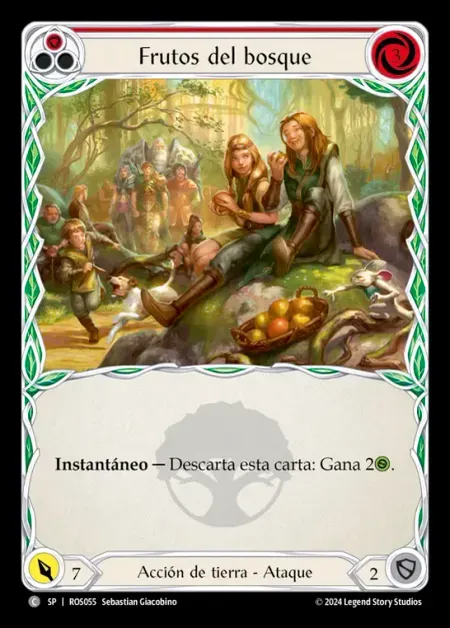 Frutos del bosque
3
Instantáneo — Descarta esta carta: Gana 2.
7
Acción de tierra - Ataque
2
C SP | ROS055 Sebastian Giacobino
© 2024 Legend Story Studios